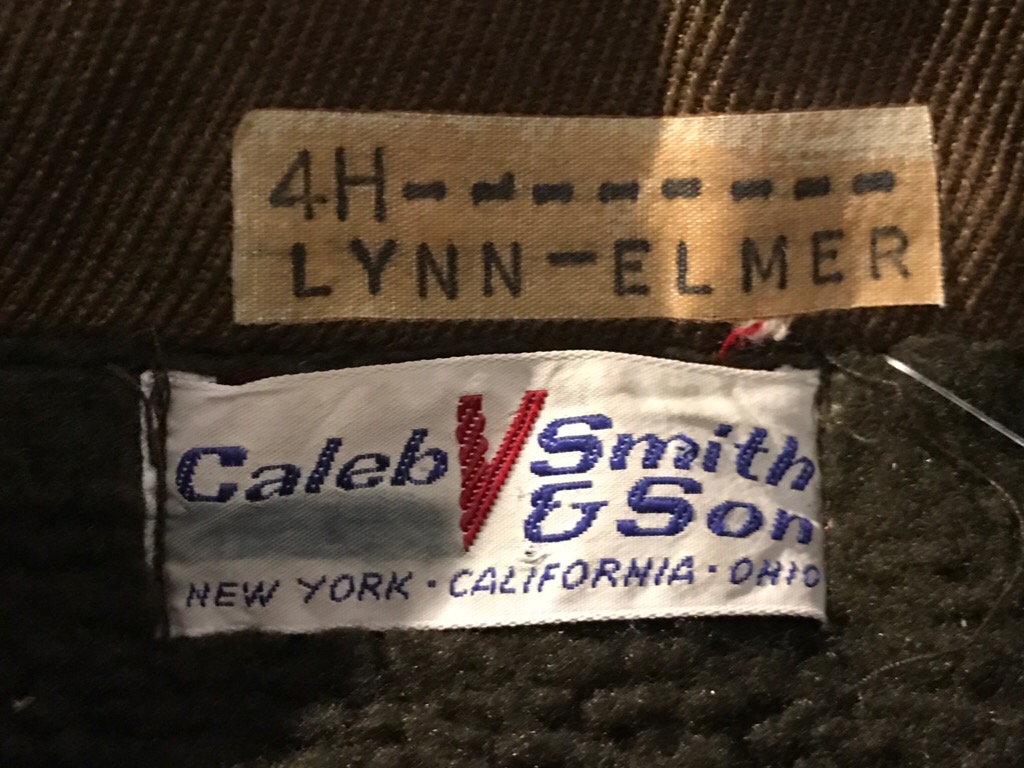 4H--------
LYNN-ELMER
Caleb V Smith
& Son
NEW YORK · CALIFORNIA · OHIO